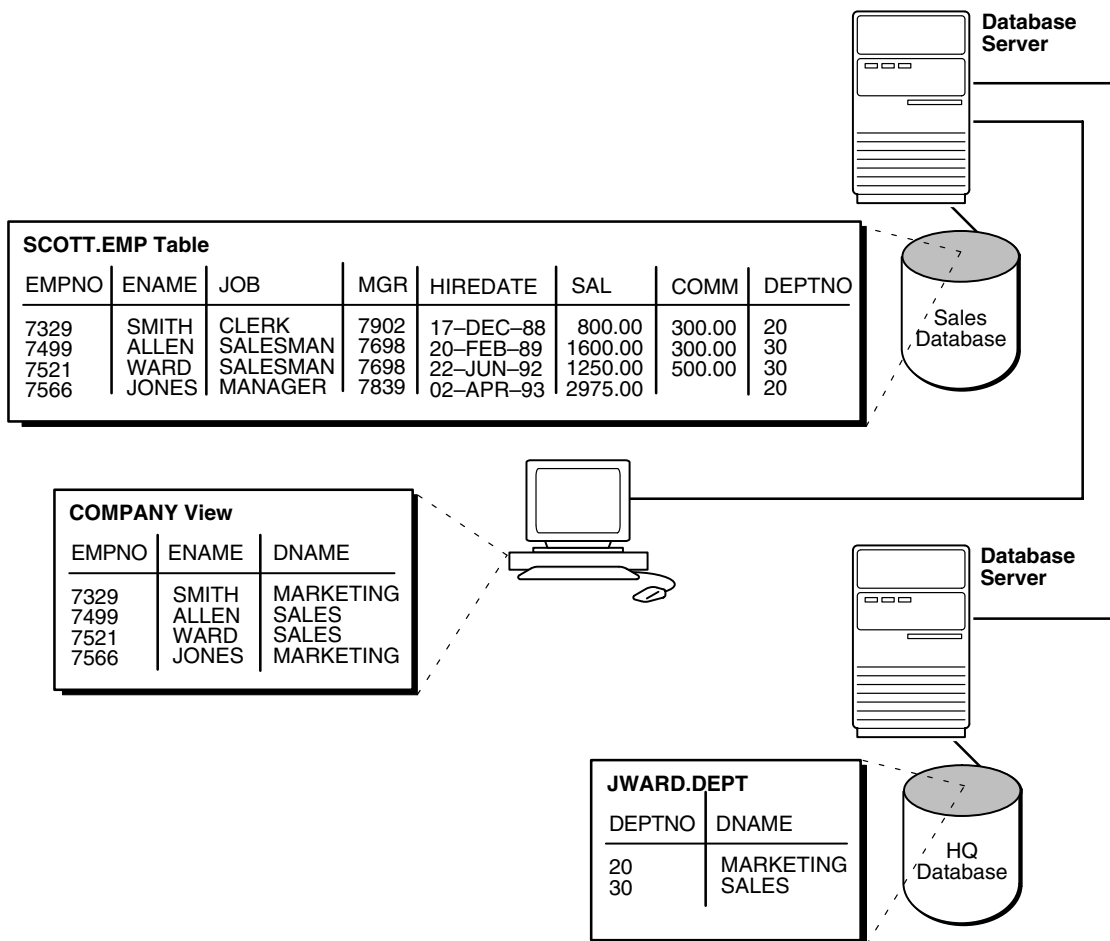 Database
Server
SCOTT.EMP Table
EMPNO ENAME JOB MGR HIREDATE SAL COMM DEPTNO
7329 SMITH CLERK 7902 17–DEC–88 800.00 300.00 20
7499 ALLEN SALESMAN 7698 20–FEB–89 1600.00 300.00 30
7521 WARD SALESMAN 7698 22–JUN–92 1250.00 500.00 30
7566 JONES MANAGER 7839 02–APR–93 2975.00 20
Sales
Database
COMPANY View
EMPNO ENAME DNAME
7329 SMITH MARKETING
7499 ALLEN SALES
7521 WARD SALES
7566 JONES MARKETING
Database
Server
JWARD.DEPT
DEPTNO DNAME
20 MARKETING
30 SALES
HQ
Database